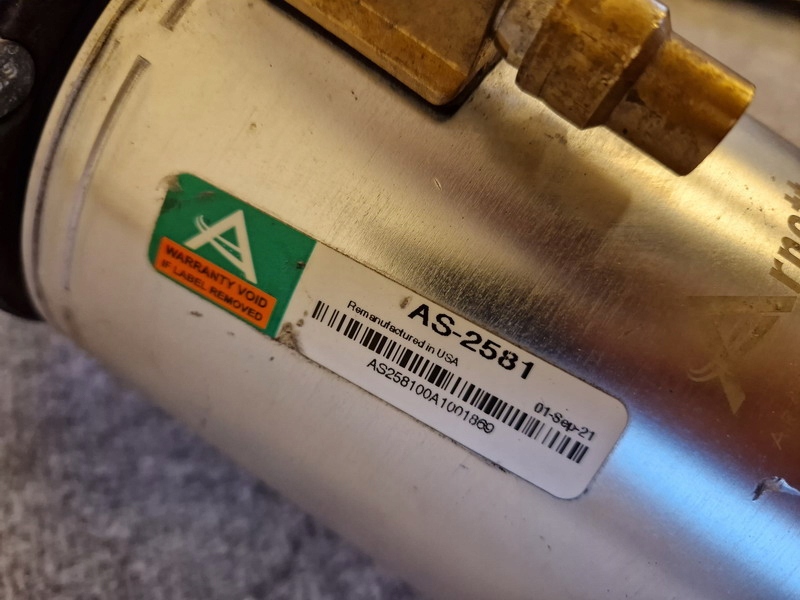 WARRANTY VOID
IF LABEL REMOVED
AS-2581
Remanufactured in USA
01-Sep-21
AS258100A1001869